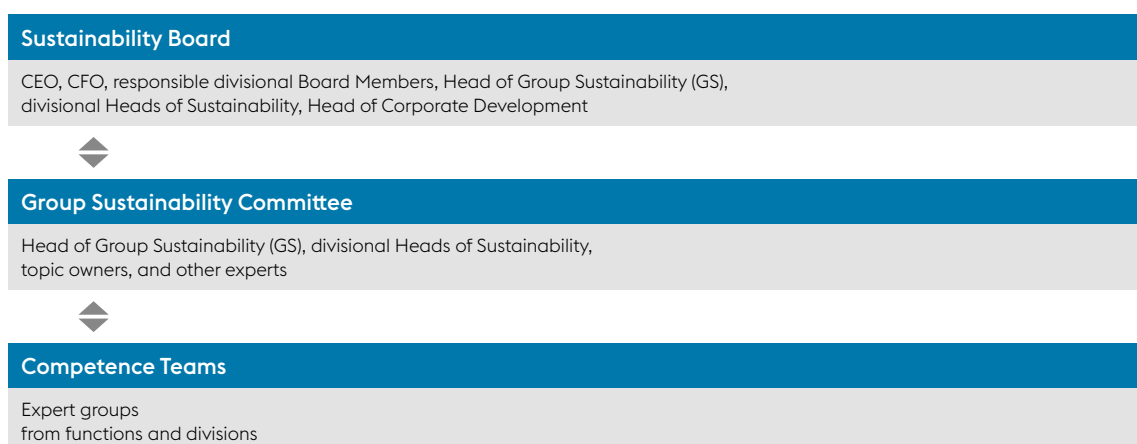 Sustainability Board
CEO, CFO, responsible divisional Board Members, Head of Group Sustainability (GS),
divisional Heads of Sustainability, Head of Corporate Development
Group Sustainability Committee
Head of Group Sustainability (GS), divisional Heads of Sustainability,
topic owners, and other experts
Competence Teams
Expert groups
from functions and divisions